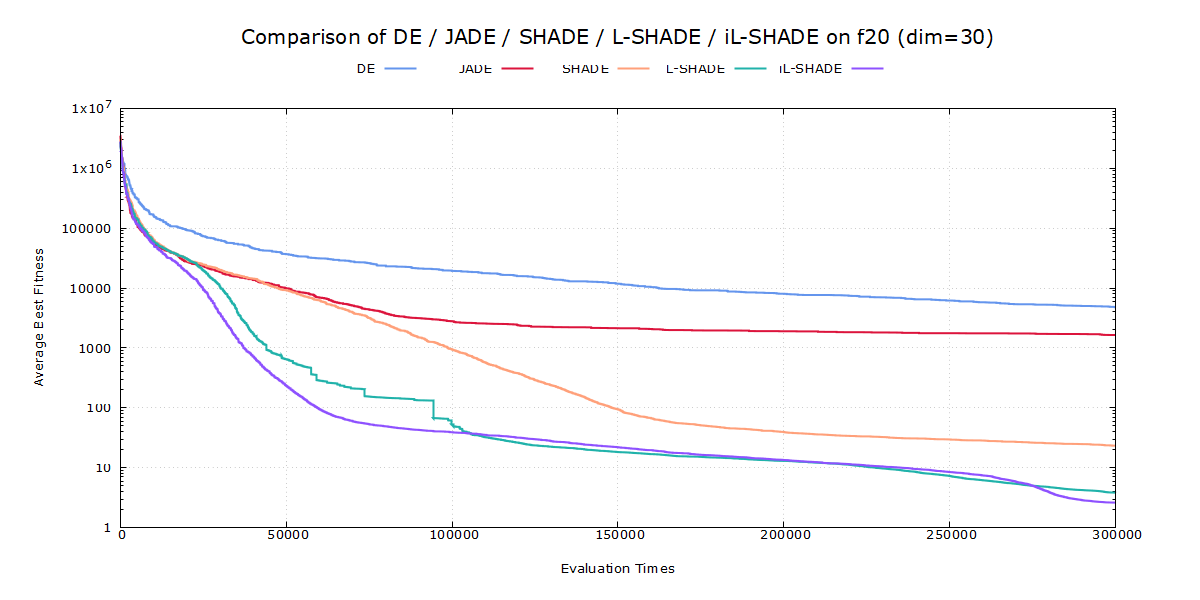 Comparison of DE / JADE / SHADE / L-SHADE / iL-SHADE on f20 (dim=30)
DE JADE SHADE L-SHADE iL-SHADE
1x10^7
1x10^6
100000
10000
1000
100
10
1
Average Best Fitness
0 50000 100000 150000 200000 250000 300000
Evaluation Times